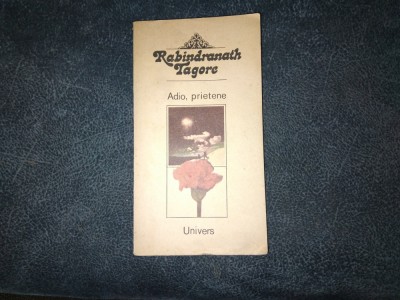 Rabindranath
Tagore
Adio, prietene
Univers